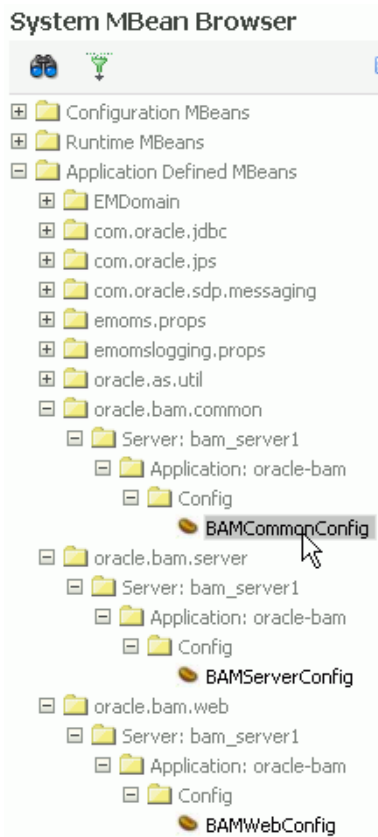 System MBean Browser
Configuration MBeans
Runtime MBeans
Application Defined MBeans
EMDomain
com.oracle.jdbc
com.oracle.jps
com.oracle.sdp.messaging
emoms.props
emomslogging.props
oracle.as.util
oracle.bam.common
Server: bam_server1
Application: oracle-bam
Config
BAMCommonConfig
oracle.bam.server
Server: bam_server1
Application: oracle-bam
Config
BAMServerConfig
oracle.bam.web
Server: bam_server1
Application: oracle-bam
Config
BAMWebConfig